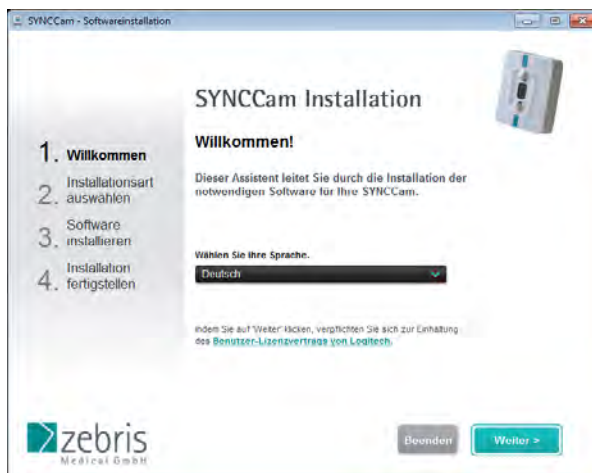 SYNCCam - Softwareinstallation
SYNCCam Installation
Willkommen!
Dieser Assistent leitet Sie durch die Installation der
notwendigen Software für Ihre SYNCCam.
1. Willkommen
2. Installationsart
auswählen
3. Software
installieren
4. Installation
fertigstellen
Wählen Sie Ihre Sprache.
Deutsch
Indem Sie auf 'Weiter' klicken, verpflichten Sie sich zur Einhaltung
des Benutzer-Lizenzvertrags von Logitech.
zebris
Medical GmbH
Beenden
Weiter >